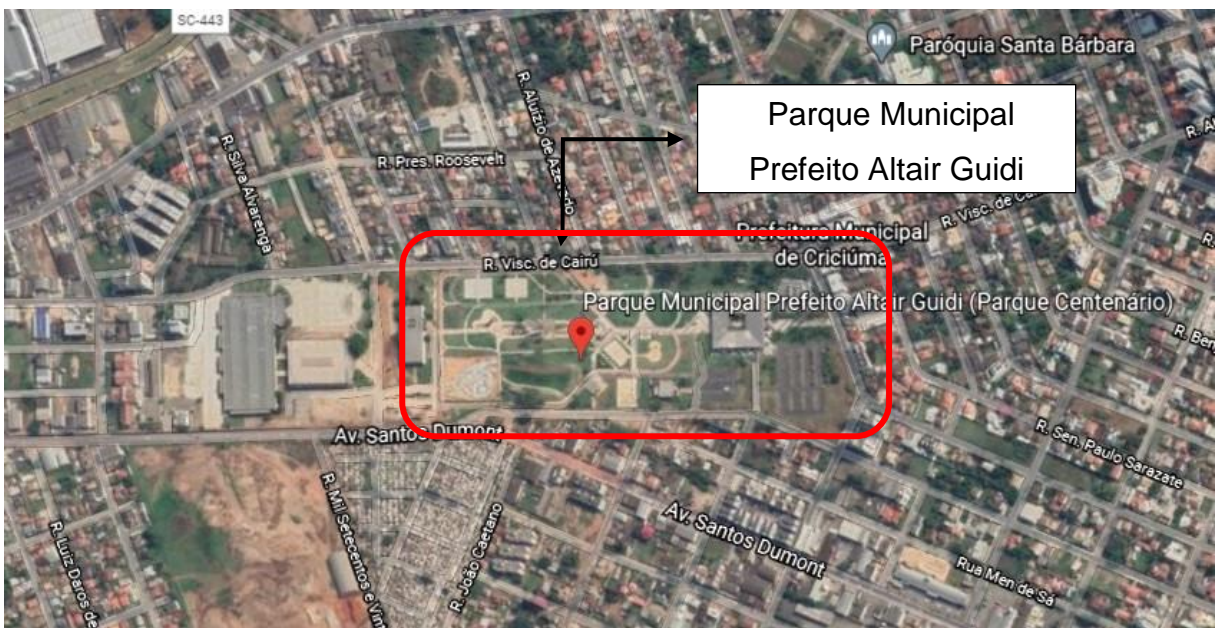 SC-443
Paróquia Santa Bárbara
Parque Municipal
Prefeito Altair Guidi
R. Aluízio de Azevedo
R. Pres. Roosevelt
R. Silva Alvarenga
R. Visc. de
Prefeitura Municipal
de Criciúma
R. Visc. de Cairú
Parque Municipal Prefeito Altair Guidi (Parque Centenário)
R. Ben
Av. Santos Dumont
R. Sen. Paulo Sarazate
R. Mil Setecentos e Vint
R. João Caetano
R. Luiz Daros de
Av. Santos Dumont
Rua Men de Sá